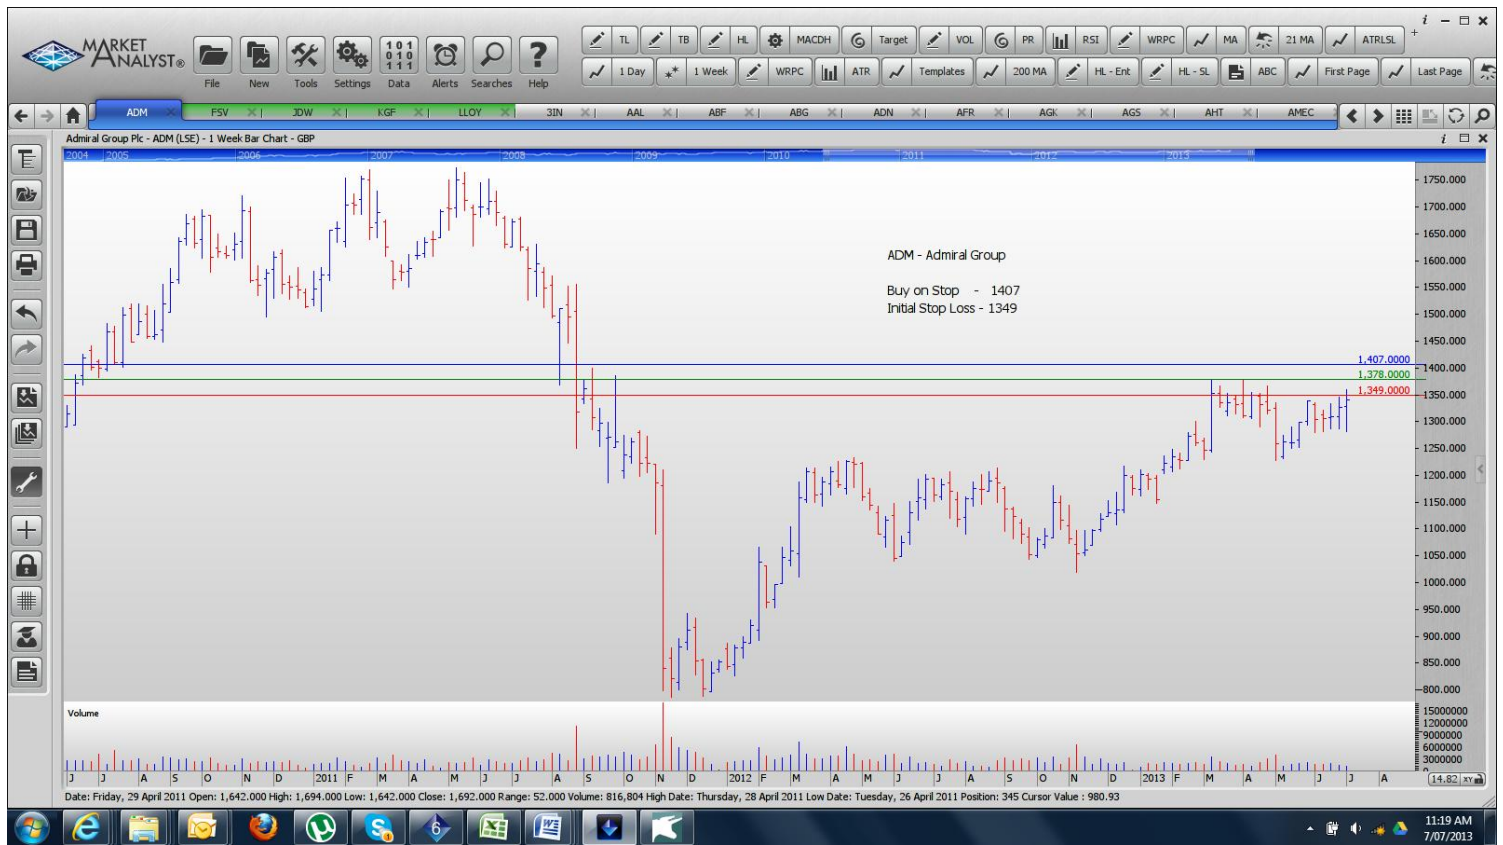 MARKET
ANALYST®
File
New
Tools
Settings
Data
Alerts
Searches
Help
TL
TB
HL
MACDH
Target
VOL
PR
RSI
WRPC
MA
21 MA
ATRLSL
1 Day
1 Week
WRPC
ATR
Templates
200 MA
HL - Ent
HL - SL
ABC
First Page
Last Page
ADM
FSV
JDW
KGF
LLOY
3IN
AAL
ABF
ABG
ADN
AFR
AGK
AGS
AHT
AMEC
Admiral Group Plc - ADM (LSE) - 1 Week Bar Chart - GBP
2004 2005 2006 2007 2008 2009 2010 2011 2012 2013
ADM - Admiral Group
Buy on Stop - 1407
Initial Stop Loss - 1349
1,407.0000
1,378.0000
1,349.0000
1750.000
1700.000
1650.000
1600.000
1550.000
1500.000
1450.000
1400.000
1350.000
1300.000
1250.000
1200.000
1150.000
1100.000
1050.000
1000.000
950.000
900.000
850.000
800.000
Volume
15000000
12000000
9000000
6000000
3000000
J J A S O N D 2011 F M A M J J A S O N D 2012 F M A M J J A S O N D 2013 F M A M J J A
14.82 XY
Date: Friday, 29 April 2011 Open: 1,642.000 High: 1,694.000 Low: 1,642.000 Close: 1,692.000 Range: 52.000 Volume: 816,804 High Date: Thursday, 28 April 2011 Low Date: Tuesday, 26 April 2011 Position: 345 Cursor Value : 980.93
11:19 AM
7/07/2013